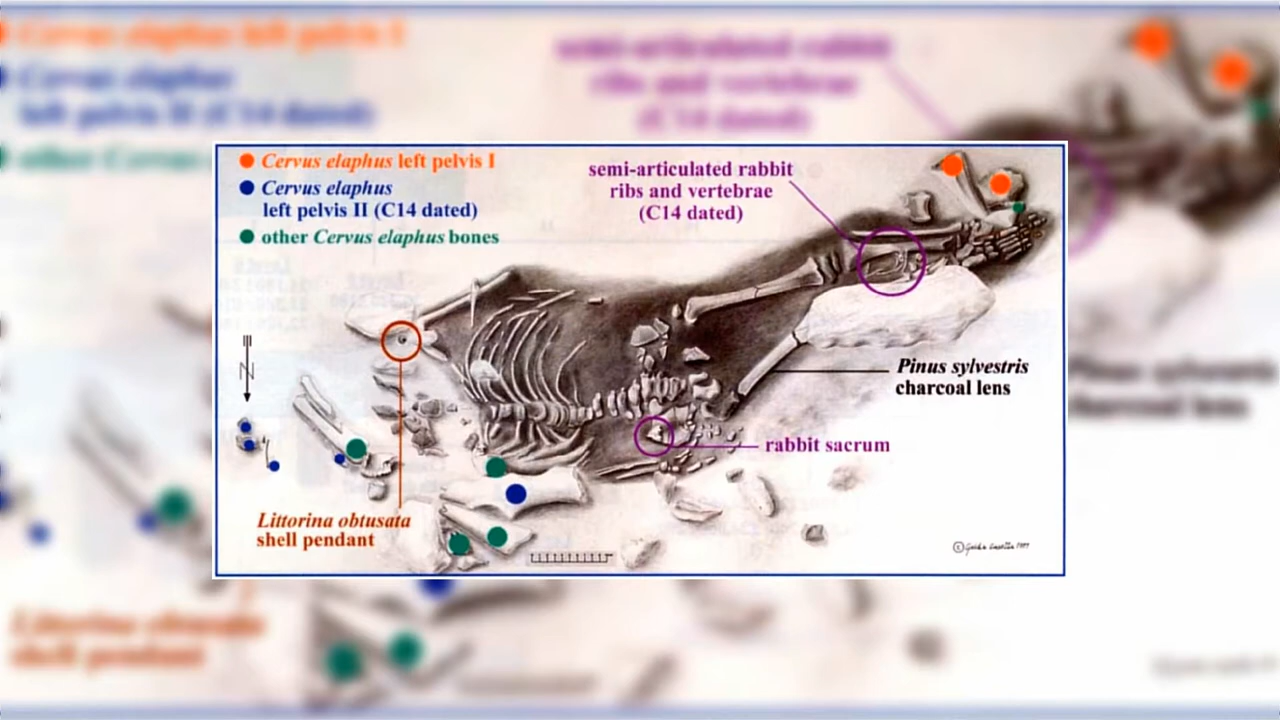 Cervus elaphus left pelvis I
Cervus elaphus
left pelvis II (C14 dated)
other Cervus elaphus bones
semi-articulated rabbit
ribs and vertebrae
(C14 dated)
Pinus sylvestris
charcoal lens
rabbit sacrum
N
Littorina obtusata
shell pendant